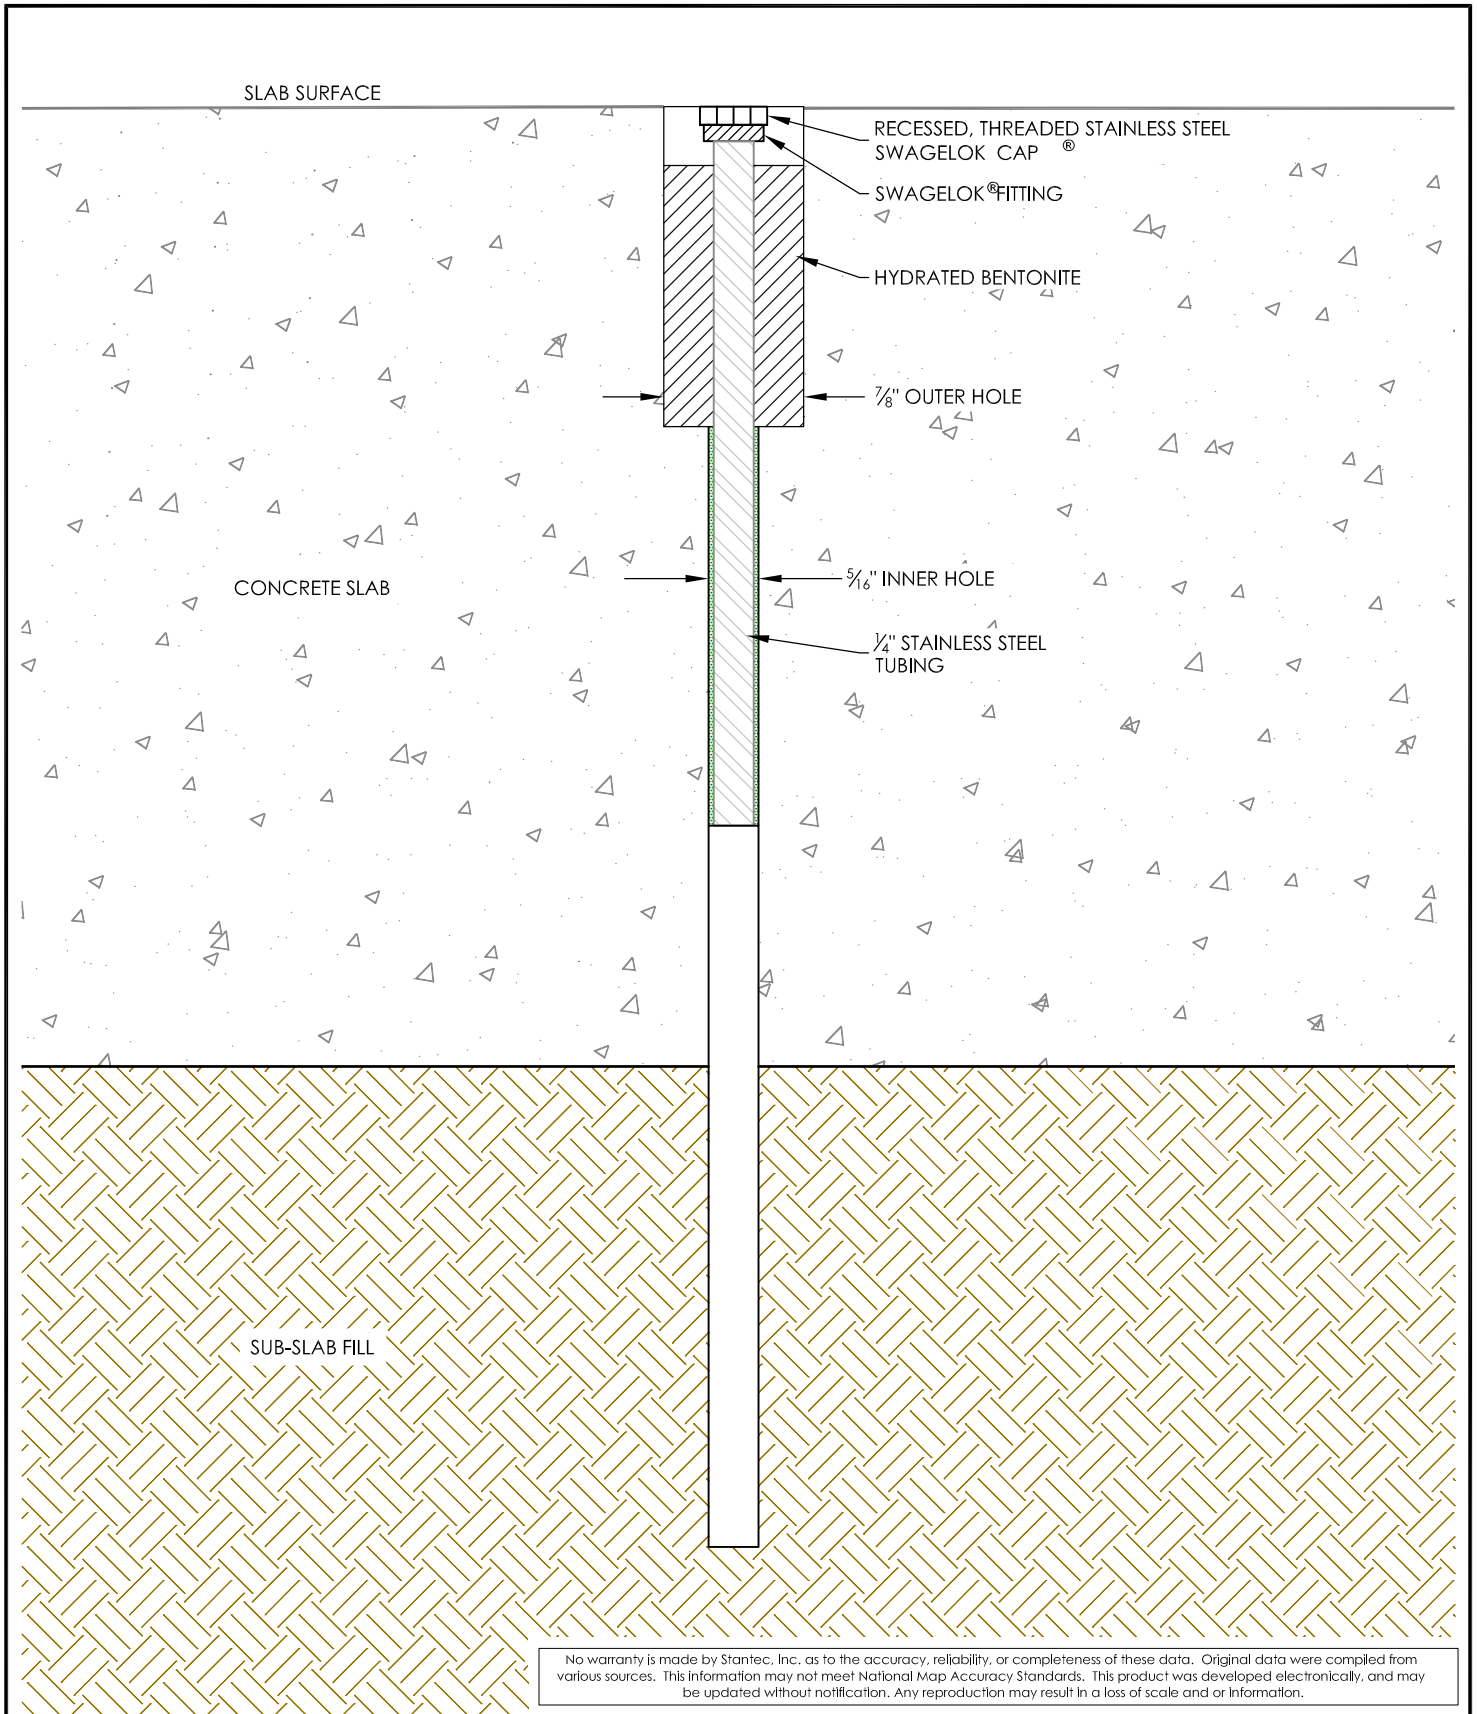 SLAB SURFACE
RECESSED, THREADED STAINLESS STEEL
SWAGELOK CAP ®
SWAGELOK®FITTING
HYDRATED BENTONITE
⅞" OUTER HOLE
CONCRETE SLAB
5/16" INNER HOLE
¼" STAINLESS STEEL
TUBING
SUB-SLAB FILL
No warranty is made by Stantec, Inc. as to the accuracy, reliability, or completeness of these data. Original data were compiled from
various sources. This information may not meet National Map Accuracy Standards. This product was developed electronically, and may
be updated without notification. Any reproduction may result in a loss of scale and or information.